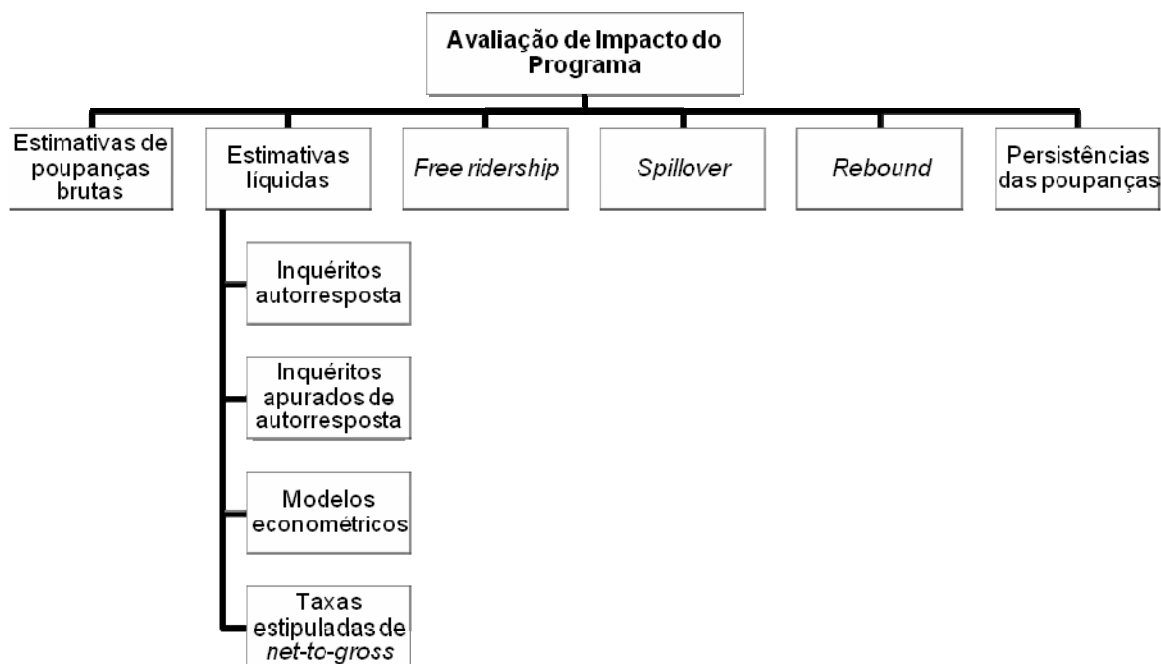 Avaliação de Impacto do
Programa
Estimativas de
poupanças
brutas
Estimativas
líquidas
Free ridership
Spillover
Rebound
Persistências
das poupanças
Inquéritos
autorresposta
Inquéritos
apurados de
autorresposta
Modelos
econométricos
Taxas
estipuladas de
net-to-gross